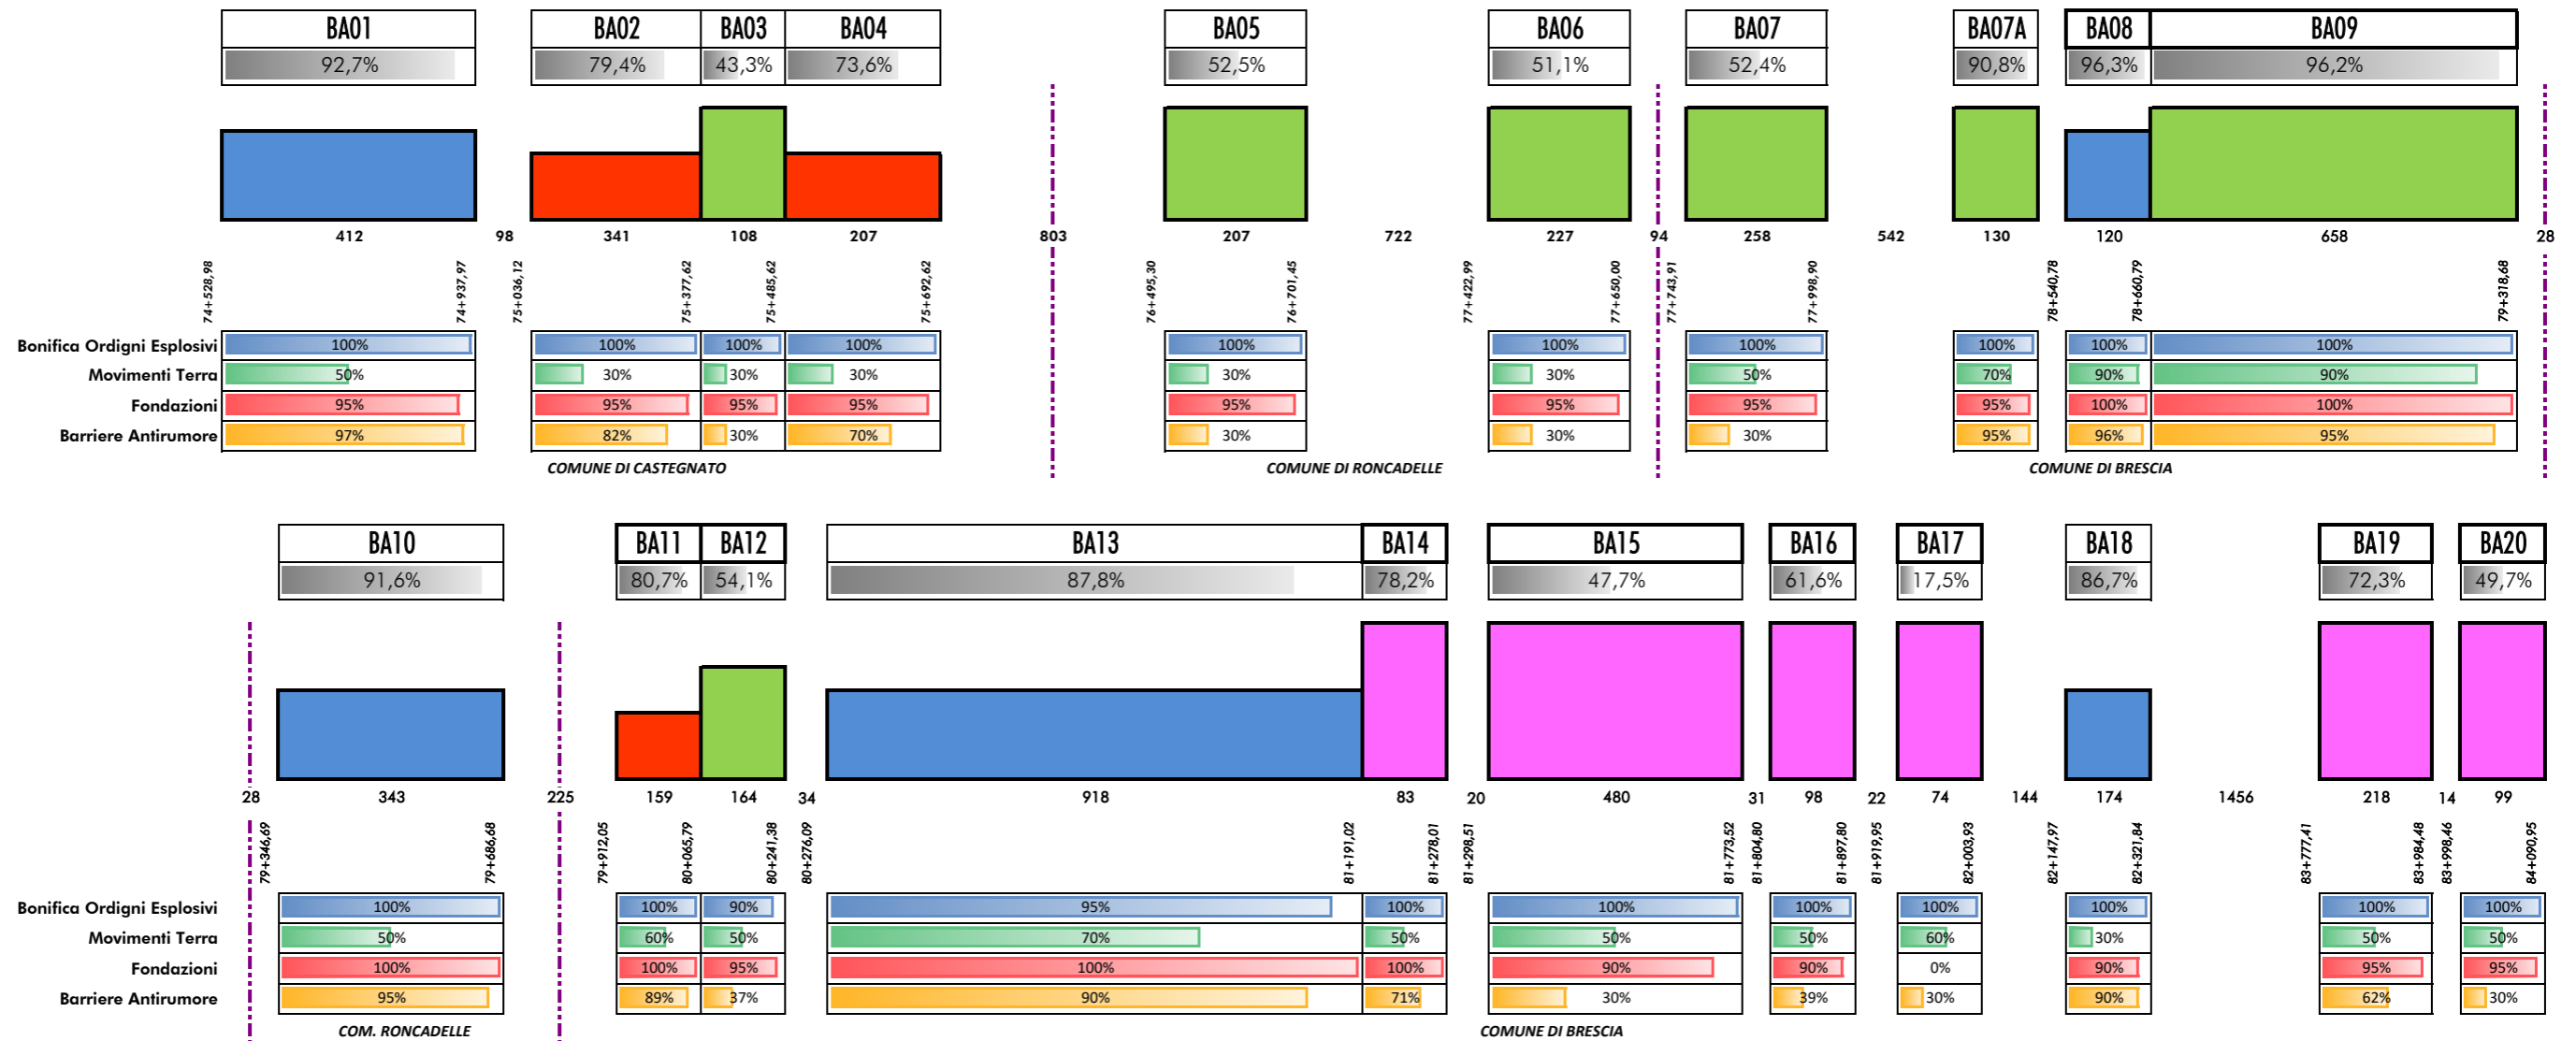 BA01 BA02 BA03 BA04 BA05 BA06 BA07 BA07A BA08 BA09
92,7% 79,4% 43,3% 73,6% 52,5% 51,1% 52,4% 90,8% 96,3% 96,2%
412 98 341 108 207 803 207 722 227 94 258 542 130 120 658 28
74+528,98 74+937,97 75+036,12 75+377,62 75+485,62 75+692,62 76+495,30 76+701,45 77+422,99 77+650,00 77+743,91 77+998,90 78+540,78 78+660,79 79+318,68
Bonifica Ordigni Esplosivi 100% 100% 100% 100% 100% 100% 100% 100% 100% 100%
Movimenti Terra 50% 30% 30% 30% 30% 30% 50% 70% 90% 90%
Fondazioni 95% 95% 95% 95% 95% 95% 95% 95% 100% 100%
Barriere Antirumore 97% 82% 30% 70% 30% 30% 30% 95% 96% 95%
COMUNE DI CASTEGNATO COMUNE DI RONCADELLE COMUNE DI BRESCIA
BA10 BA11 BA12 BA13 BA14 BA15 BA16 BA17 BA18 BA19 BA20
91,6% 80,7% 54,1% 87,8% 78,2% 47,7% 61,6% 17,5% 86,7% 72,3% 49,7%
28 343 225 159 164 34 918 83 20 480 31 98 22 74 144 174 1456 218 14 99
79+346,69 79+686,68 79+912,05 80+065,79 80+241,38 80+276,09 81+191,02 81+278,01 81+298,51 81+773,52 81+804,80 81+897,80 81+919,95 82+003,93 82+147,97 82+321,84 83+777,41 83+984,48 83+998,46 84+090,95
Bonifica Ordigni Esplosivi 100% 100% 90% 95% 100% 100% 100% 100% 100% 100% 100%
Movimenti Terra 50% 60% 50% 70% 50% 50% 50% 60% 30% 50% 50%
Fondazioni 100% 100% 95% 100% 100% 90% 90% 0% 90% 95% 95%
Barriere Antirumore 95% 89% 37% 90% 71% 30% 39% 30% 90% 62% 30%
COM. RONCADELLE COMUNE DI BRESCIA